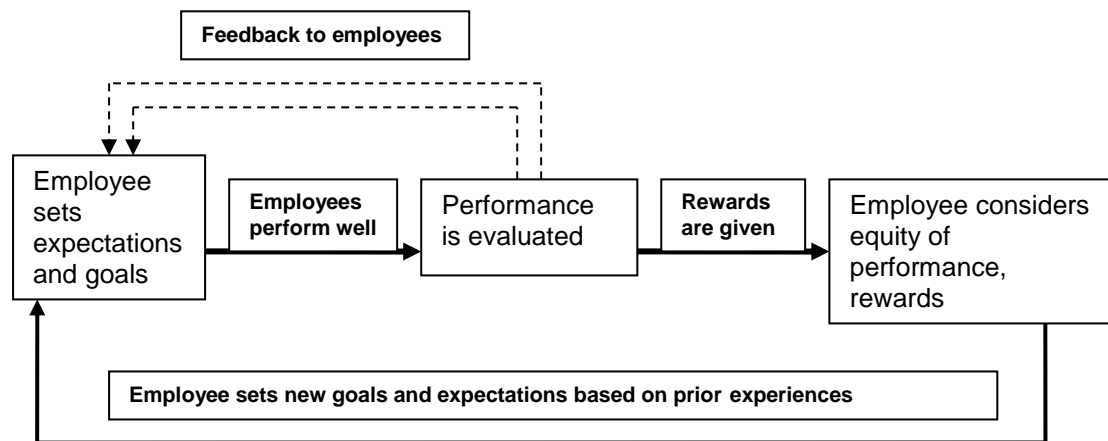 Feedback to employees
Employee
sets
expectations
and goals
Employees
perform well
Performance
is evaluated
Rewards
are given
Employee considers
equity of
performance,
rewards
Employee sets new goals and expectations based on prior experiences